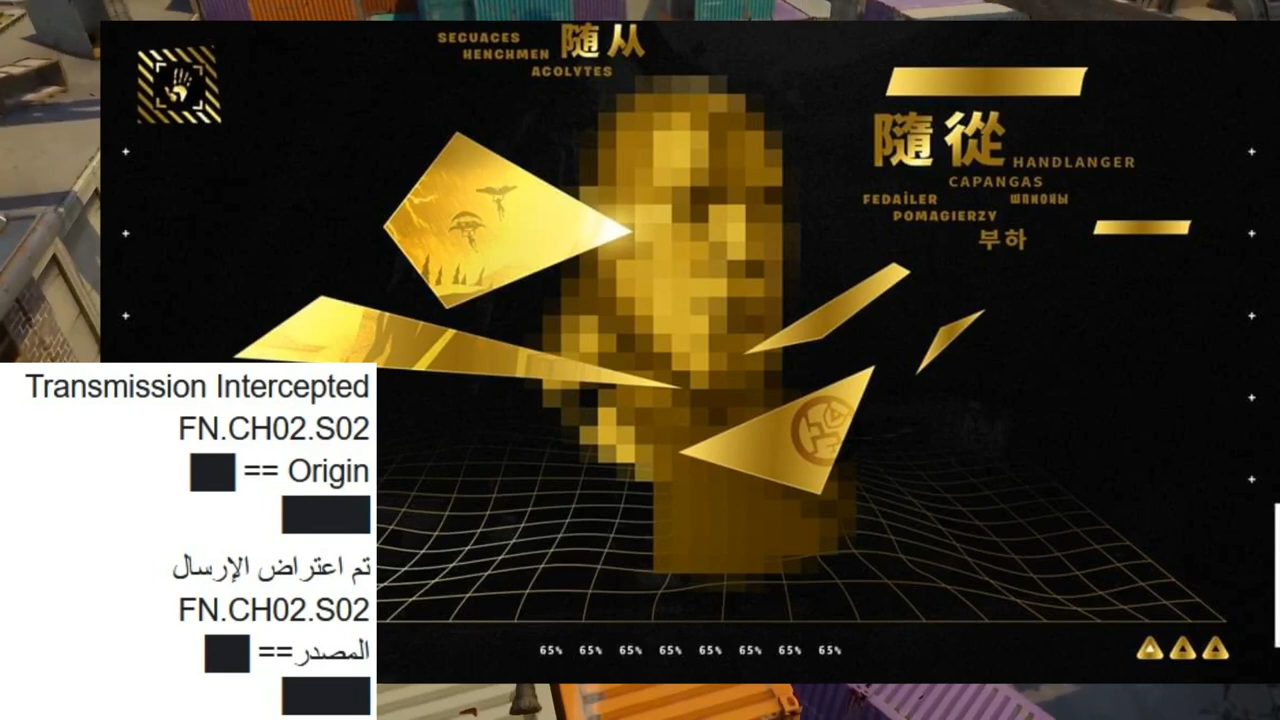 SECUACES
HENCHMEN
随从
ACOLYTES
隨從
HANDLANGER
CAPANGAS
FEDAİLER
ШПИОНЫ
POMAGIERZY
부하
Transmission Intercepted
FN.CH02.S02
== Origin
تم اعتراض الإرسال
FN.CH02.S02
المصدر==
65% 65% 65% 65% 65% 65% 65% 65%